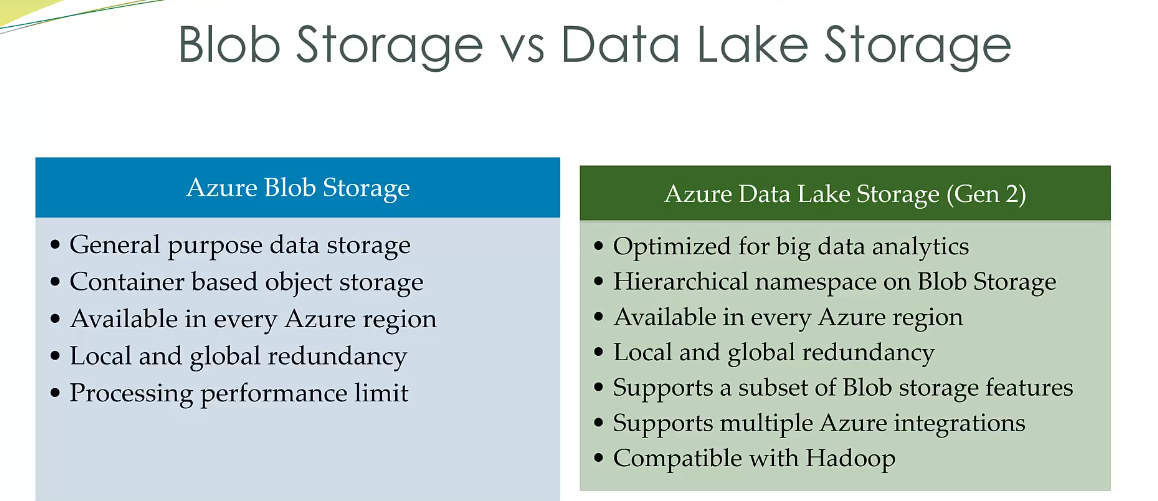 Blob Storage vs Data Lake Storage
Azure Blob Storage
• General purpose data storage
• Container based object storage
• Available in every Azure region
• Local and global redundancy
• Processing performance limit
Azure Data Lake Storage (Gen 2)
• Optimized for big data analytics
• Hierarchical namespace on Blob Storage
• Available in every Azure region
• Local and global redundancy
• Supports a subset of Blob storage features
• Supports multiple Azure integrations
• Compatible with Hadoop